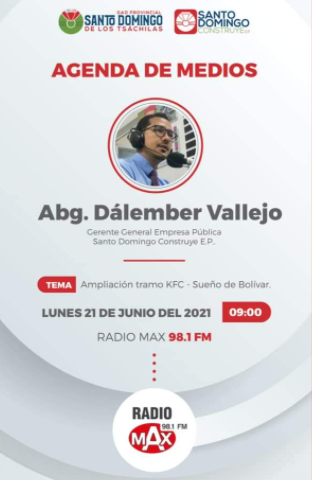 GAD PROVINCIAL
SANTO DOMINGO
DE LOS TSÁCHILAS
SANTO
DOMINGO
CONSTRUYE E.P.
AGENDA DE MEDIOS
Abg. Dálember Vallejo
Gerente General Empresa Pública
Santo Domingo Construye E.P.
TEMA Ampliación tramo KFC - Sueño de Bolívar.
LUNES 21 DE JUNIO DEL 2021 09:00
RADIO MAX 98.1 FM
RADIO
98.1 FM
MAX